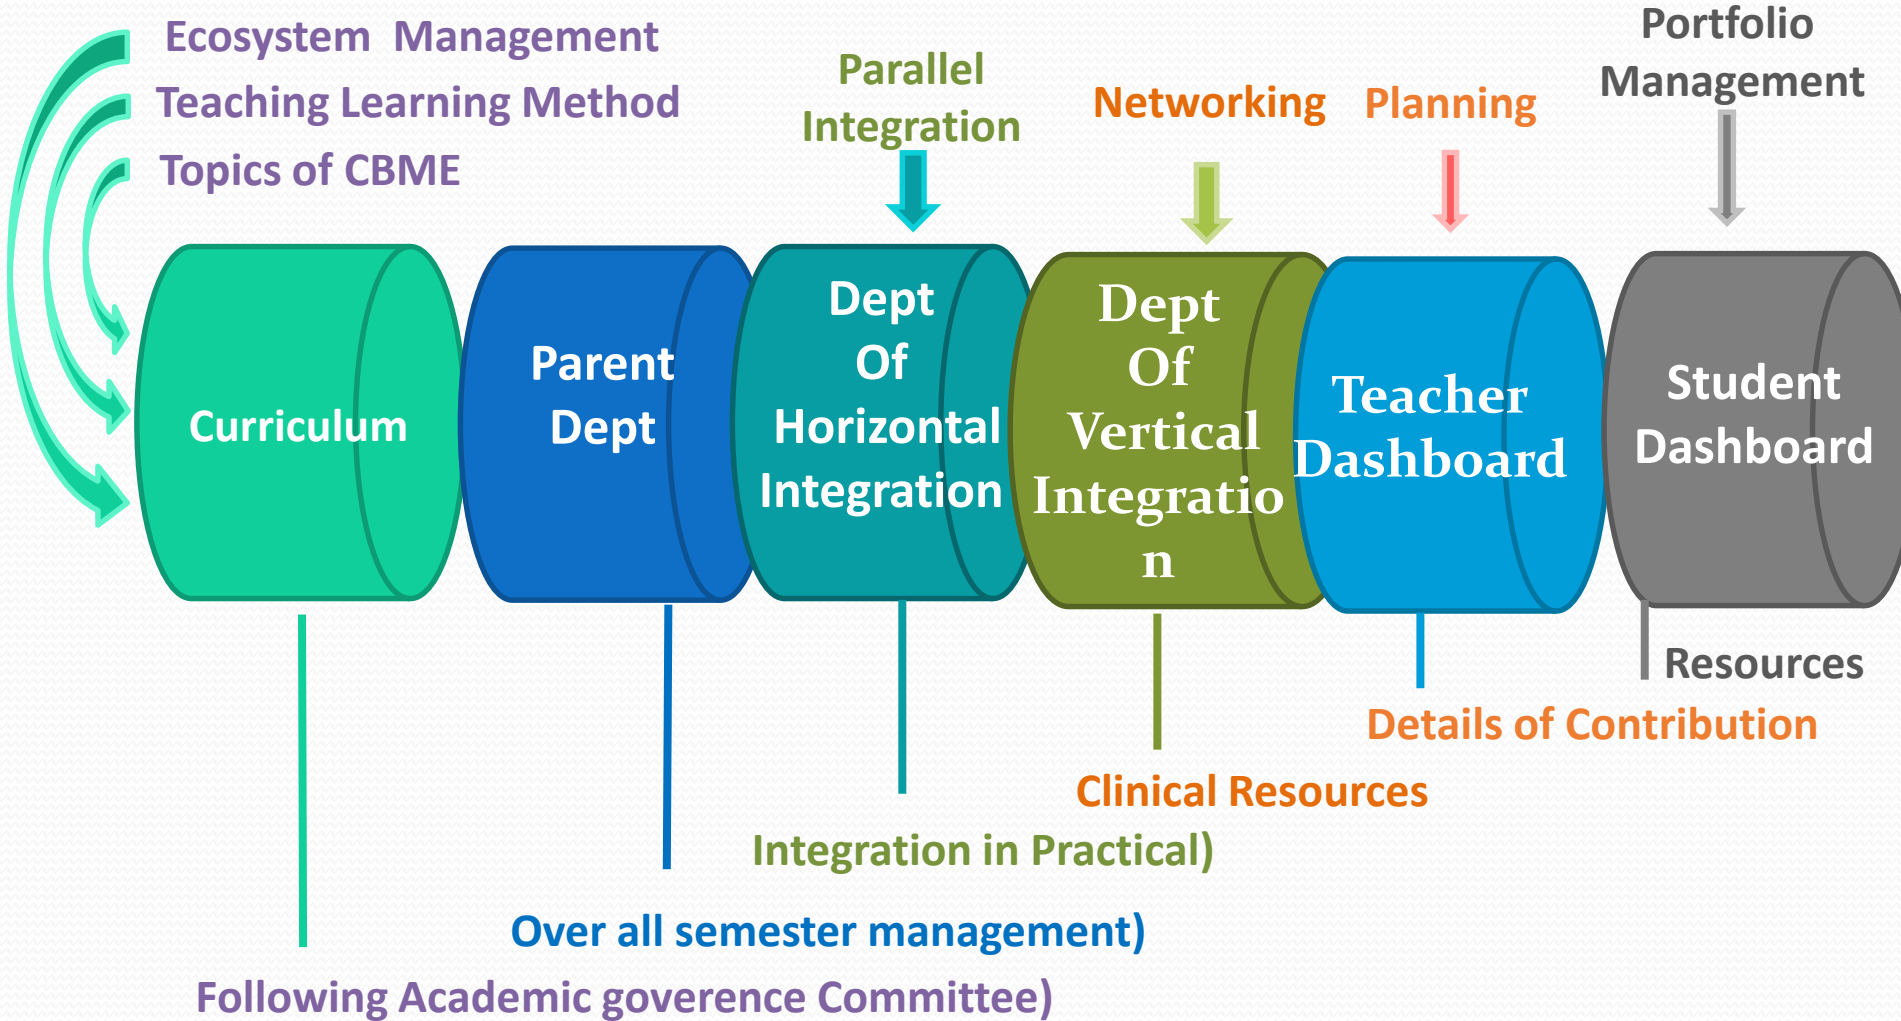 Ecosystem Management
Teaching Learning Method
Topics of CBME
Parallel
Integration
Networking
Planning
Portfolio
Management
Curriculum
Parent
Dept
Dept
Of
Horizontal
Integration
Dept
Of
Vertical
Integratio
n
Teacher
Dashboard
Student
Dashboard
Resources
Details of Contribution
Clinical Resources
Integration in Practical)
Over all semester management)
Following Academic goverence Committee)